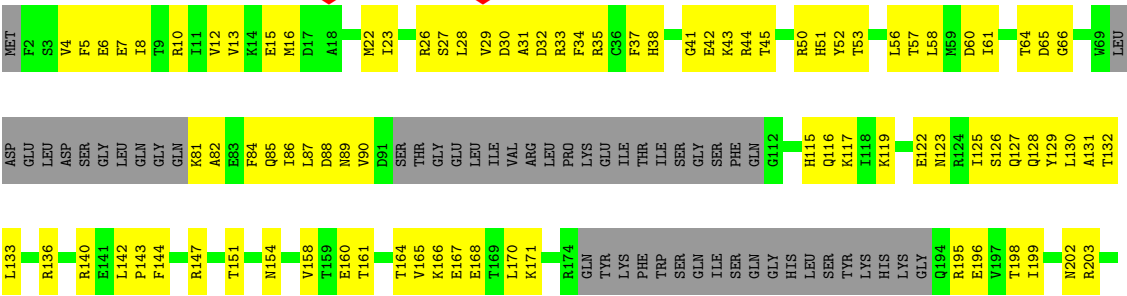 MET F2 S3 V4 F5 E6 E7 I8 T9 R10 I11 V12 V13 K14 E15 M16 D17 A18 M22 I23 R26 S27 L28 V29 D30 A31 D32 R33 F34 R35 C36 F37 H38 G41 E42 K43 R44 T45 R50 H51 Y52 T53 L56 T57 L58 M59 D60 I61 T64 D65 G66 W69 LEU
ASP GLU LEU ASP SER GLY LEU GLN GLY GLN K81 A82 E83 F84 Q85 I86 L87 D88 N89 V90 D91 SER THR GLY GLU LEU ILE VAL ARG LEU PRO LYS GLU ILE THR ILE SER GLY SER PHE GLN G112 H115 Q116 K117 I118 K119 E122 N123 R124 I125 S126 Q127 Q128 Y129 L130 A131 T132
L133 R136 R140 E141 L142 P143 F144 R147 T151 N154 V158 T159 E160 T161 T164 V165 K166 E167 E168 T169 L170 K171 R174 GLN TYR LYS PHE TRP SER GLN ILE SER GLN GLY HIS LEU SER TYR LYS HIS LYS GLY Q194 R195 E196 V197 T198 I199 N202 R203